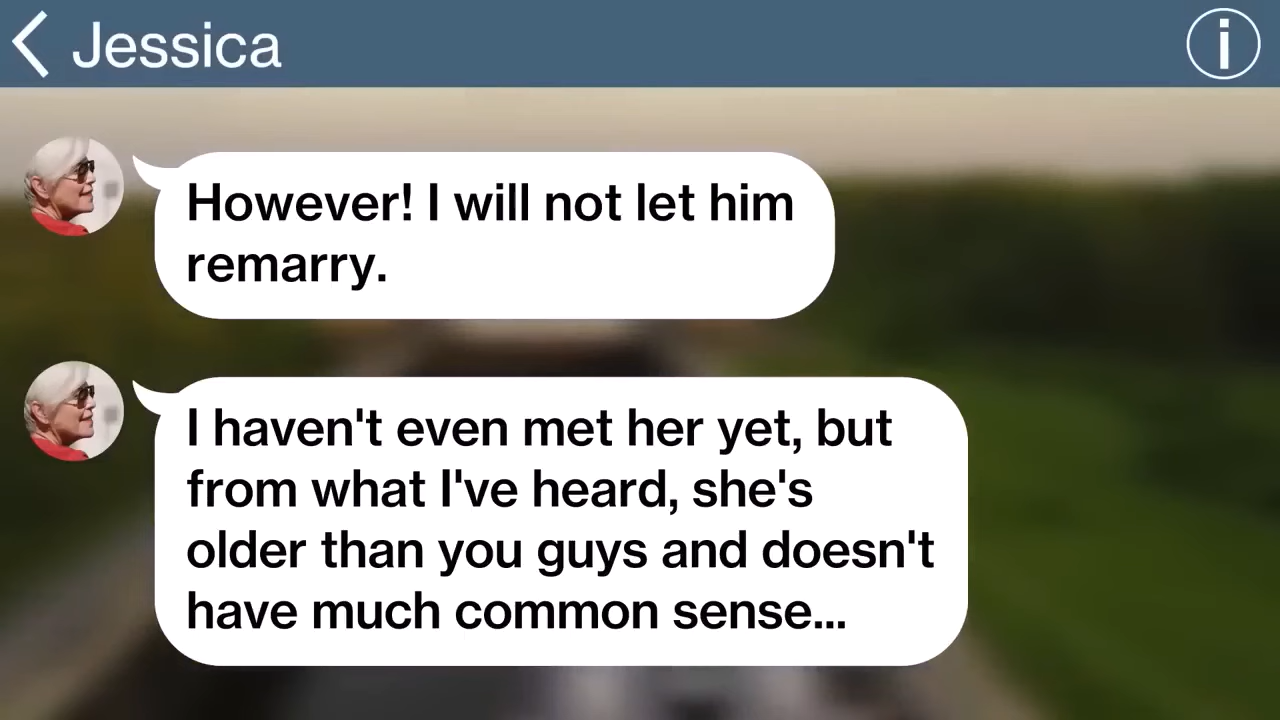 Jessica
However! I will not let him
remarry.
I haven't even met her yet, but
from what I've heard, she's
older than you guys and doesn't
have much common sense...